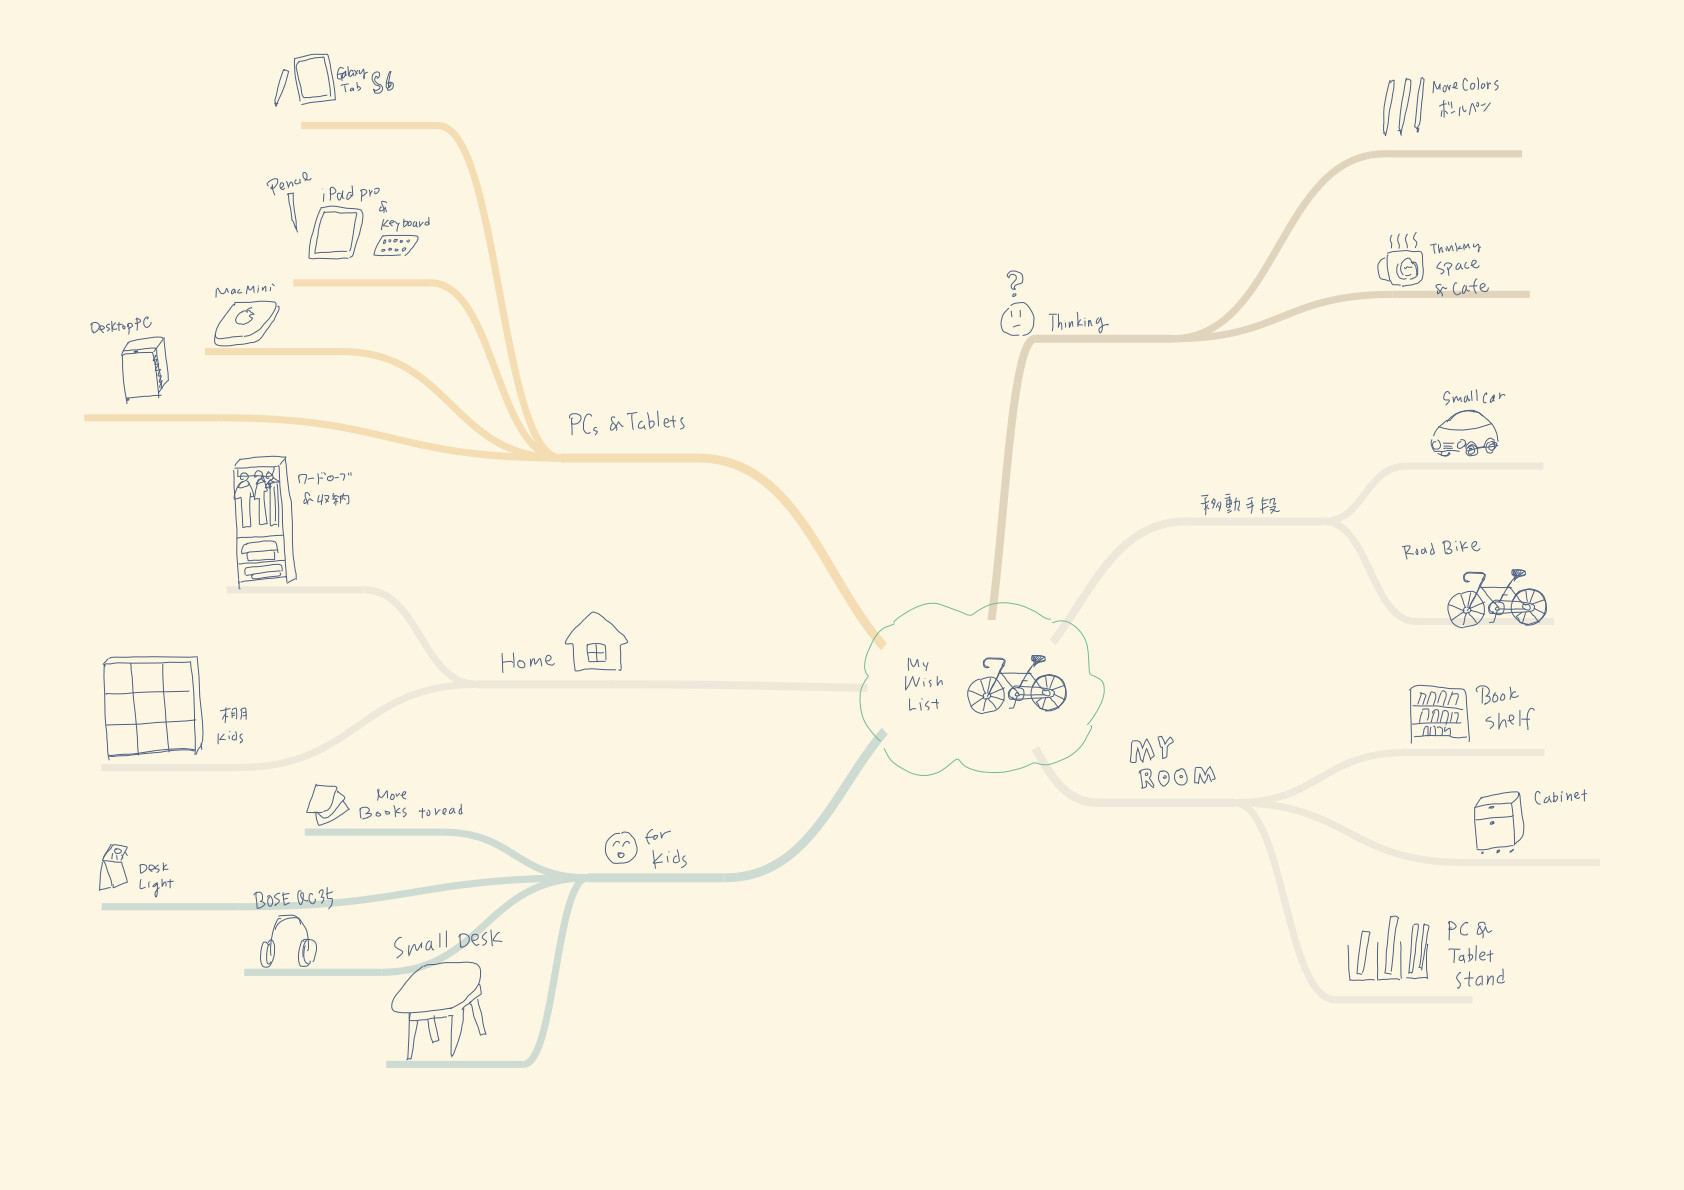 My
Wish
List
PCs & Tablets
Galaxy
Tab S6
Pencil
iPad pro
&
Keyboard
Mac Mini
Desktop PC
Home
ワードローブ
&収納
棚
kids
for
kids
More
Books to read
Desk
Light
BOSE QC35
Small Desk
?
Thinking
More Colors
ボールペン
Thinking
Space
& Cafe
移動手段
Small car
Road Bike
MY
ROOM
Book
shelf
Cabinet
PC &
Tablet
Stand